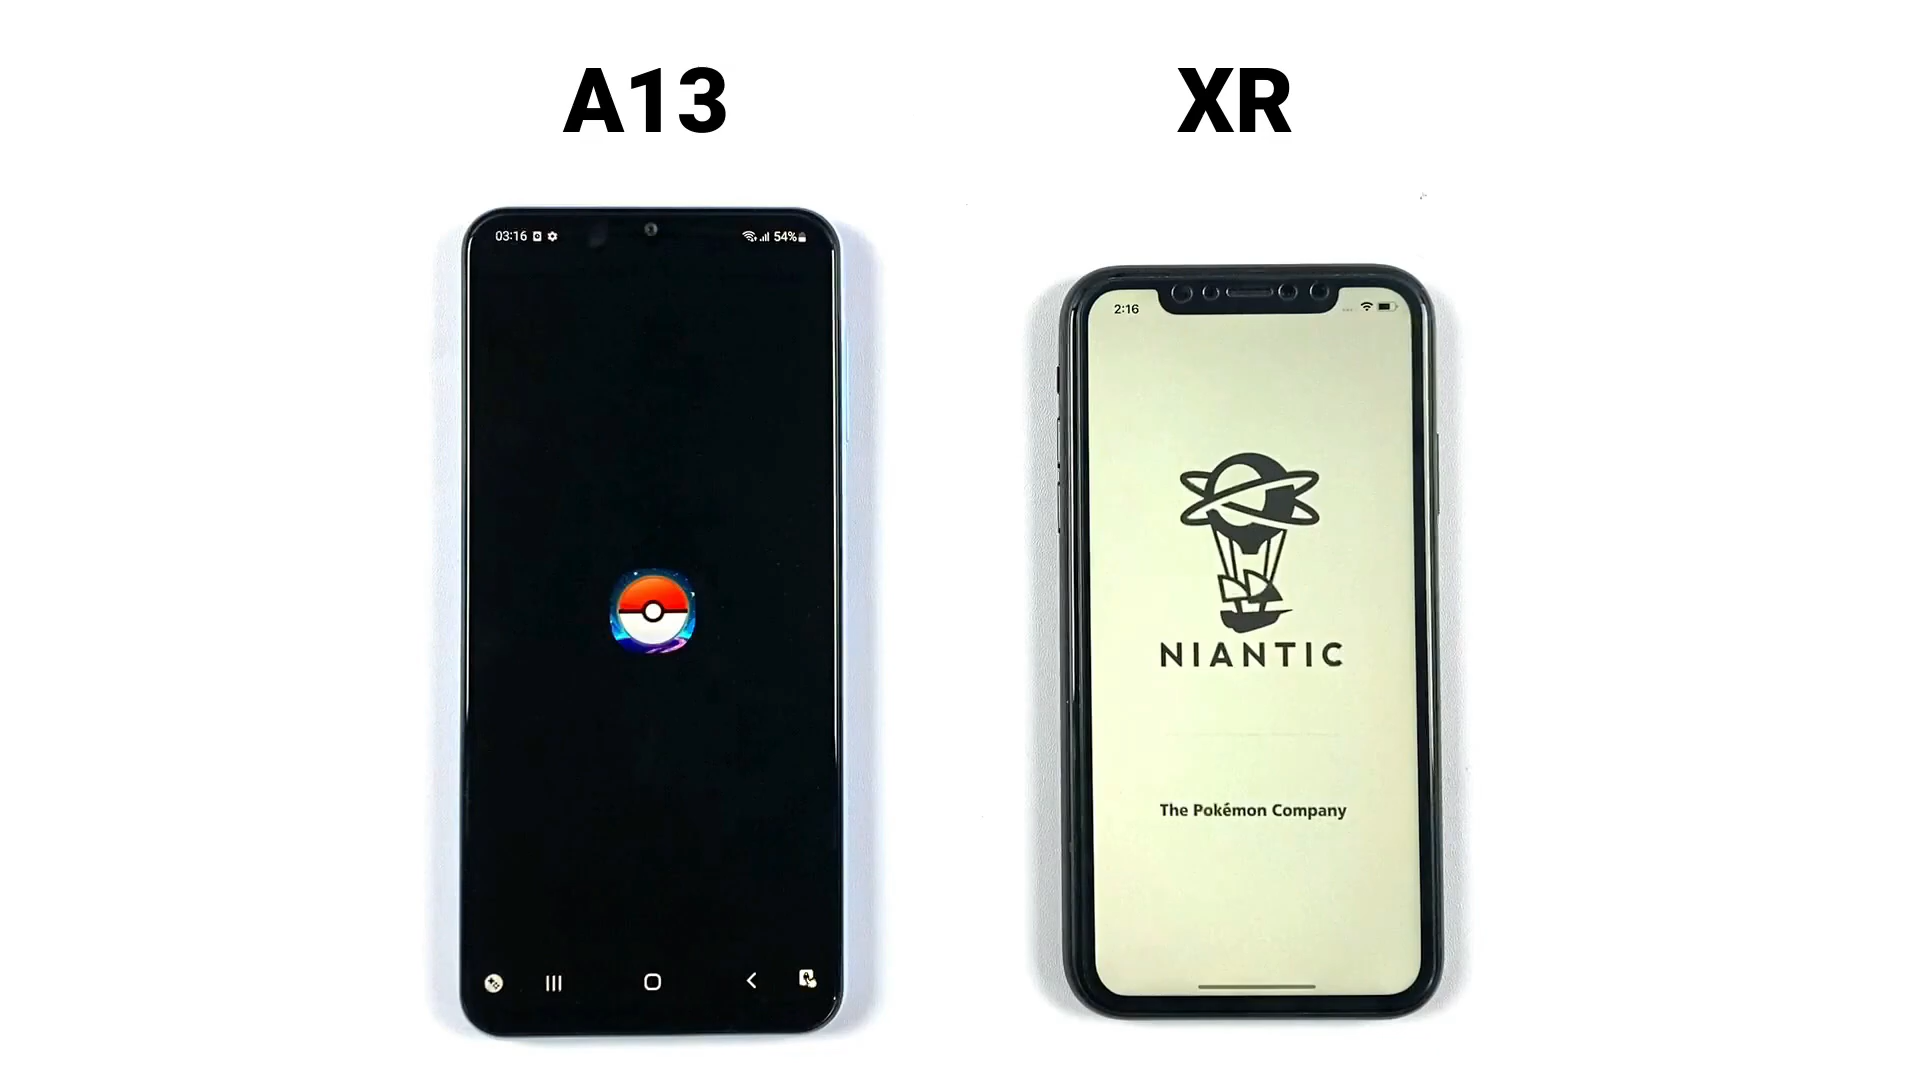 A13
XR
03:16
54%
2:16
NIANTIC
The Pokémon Company